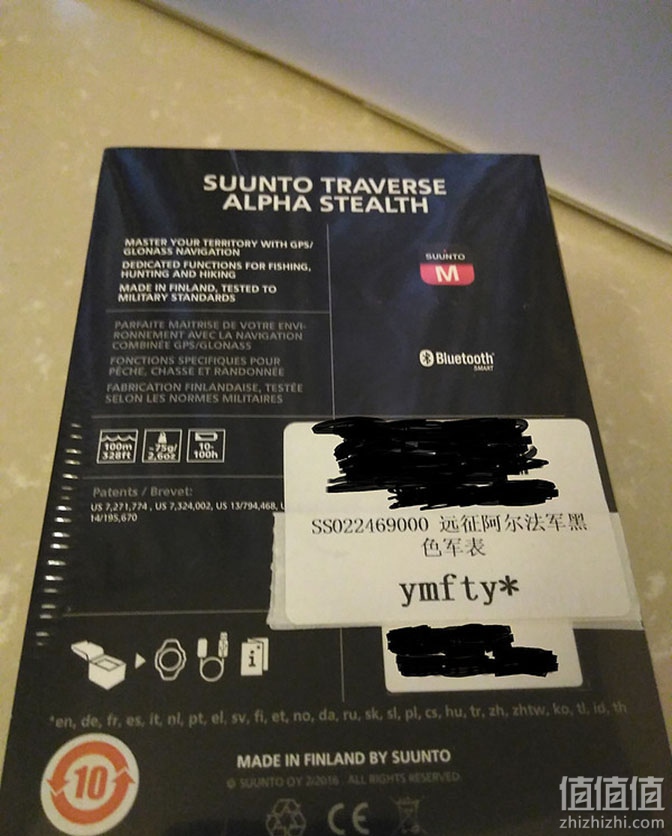 SUUNTO TRAVERSE
ALPHA STEALTH
MASTER YOUR TERRITORY WITH GPS/
GLONASS NAVIGATION
DEDICATED FUNCTIONS FOR FISHING,
HUNTING AND HIKING
MADE IN FINLAND, TESTED TO
MILITARY STANDARDS
PARFAITE MAITRISE DE VOTRE ENVI-
RONNEMENT AVEC LA NAVIGATION
COMBINÉE GPS/GLONASS
FONCTIONS SPECIFIQUES POUR
PÊCHE, CHASSE ET RANDONNÉE
FABRICATION FINLANDAISE, TESTÉE
SELON LES NORMES MILITAIRES
SUUNTO
M
Bluetooth
SMART
100m
328ft
~75g/
2,6oz
10-
100h
Patents / Brevet:
US 7,271,774 , US 7,324,002, US 13/794,468,
14/195,670
SS022469000 远征阿尔法军黑
色军表
ymfty*
i
*en, de, fr, es, it, nl, pt, el, sv, fi, et, no, da, ru, sk, sl, pl, cs, hu, tr, zh, zhtw, ko, tl, id, th
MADE IN FINLAND BY SUUNTO
© SUUNTO OY 2/2016 ALL RIGHTS RESERVED.
10
CE
值值值
zhizhizhi.com